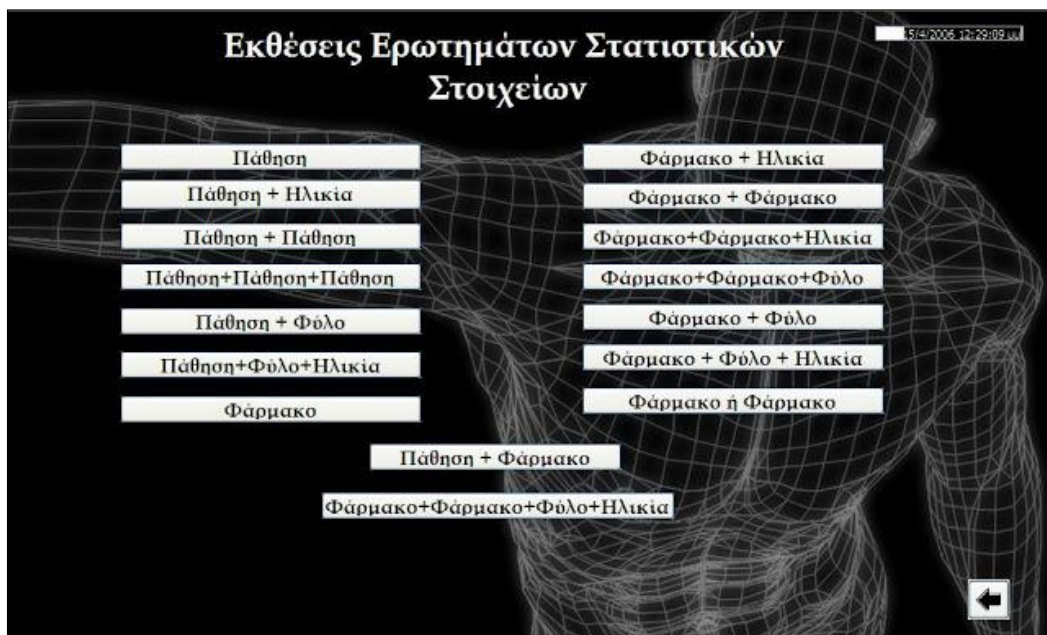 Εκθέσεις Ερωτημάτων Στατιστικών
Στοιχείων
5/4/2006 12:29:09 μμ
Πάθηση
Πάθηση + Ηλικία
Πάθηση + Πάθηση
Πάθηση+Πάθηση+Πάθηση
Πάθηση + Φύλο
Πάθηση+Φύλο+Ηλικία
Φάρμακο
Φάρμακο + Ηλικία
Φάρμακο + Φάρμακο
Φάρμακο+Φάρμακο+Ηλικία
Φάρμακο+Φάρμακο+Φύλο
Φάρμακο + Φύλο
Φάρμακο + Φύλο + Ηλικία
Φάρμακο ή Φάρμακο
Πάθηση + Φάρμακο
Φάρμακο+Φάρμακο+Φύλο+Ηλικία